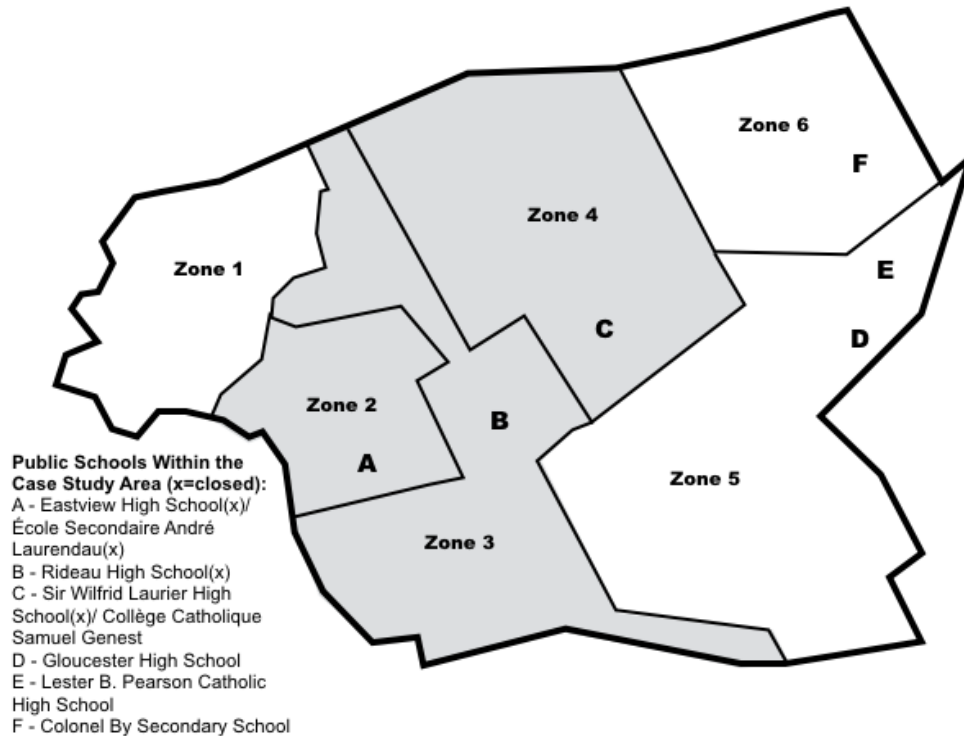 Zone 6
F
Zone 4
Zone 1
E
C
D
Zone 2
B
A
Zone 5
Zone 3
Public Schools Within the
Case Study Area (x=closed):
A - Eastview High School(x)/
École Secondaire André
Laurendau(x)
B - Rideau High School(x)
C - Sir Wilfrid Laurier High
School(x)/ Collège Catholique
Samuel Genest
D - Gloucester High School
E - Lester B. Pearson Catholic
High School
F - Colonel By Secondary School